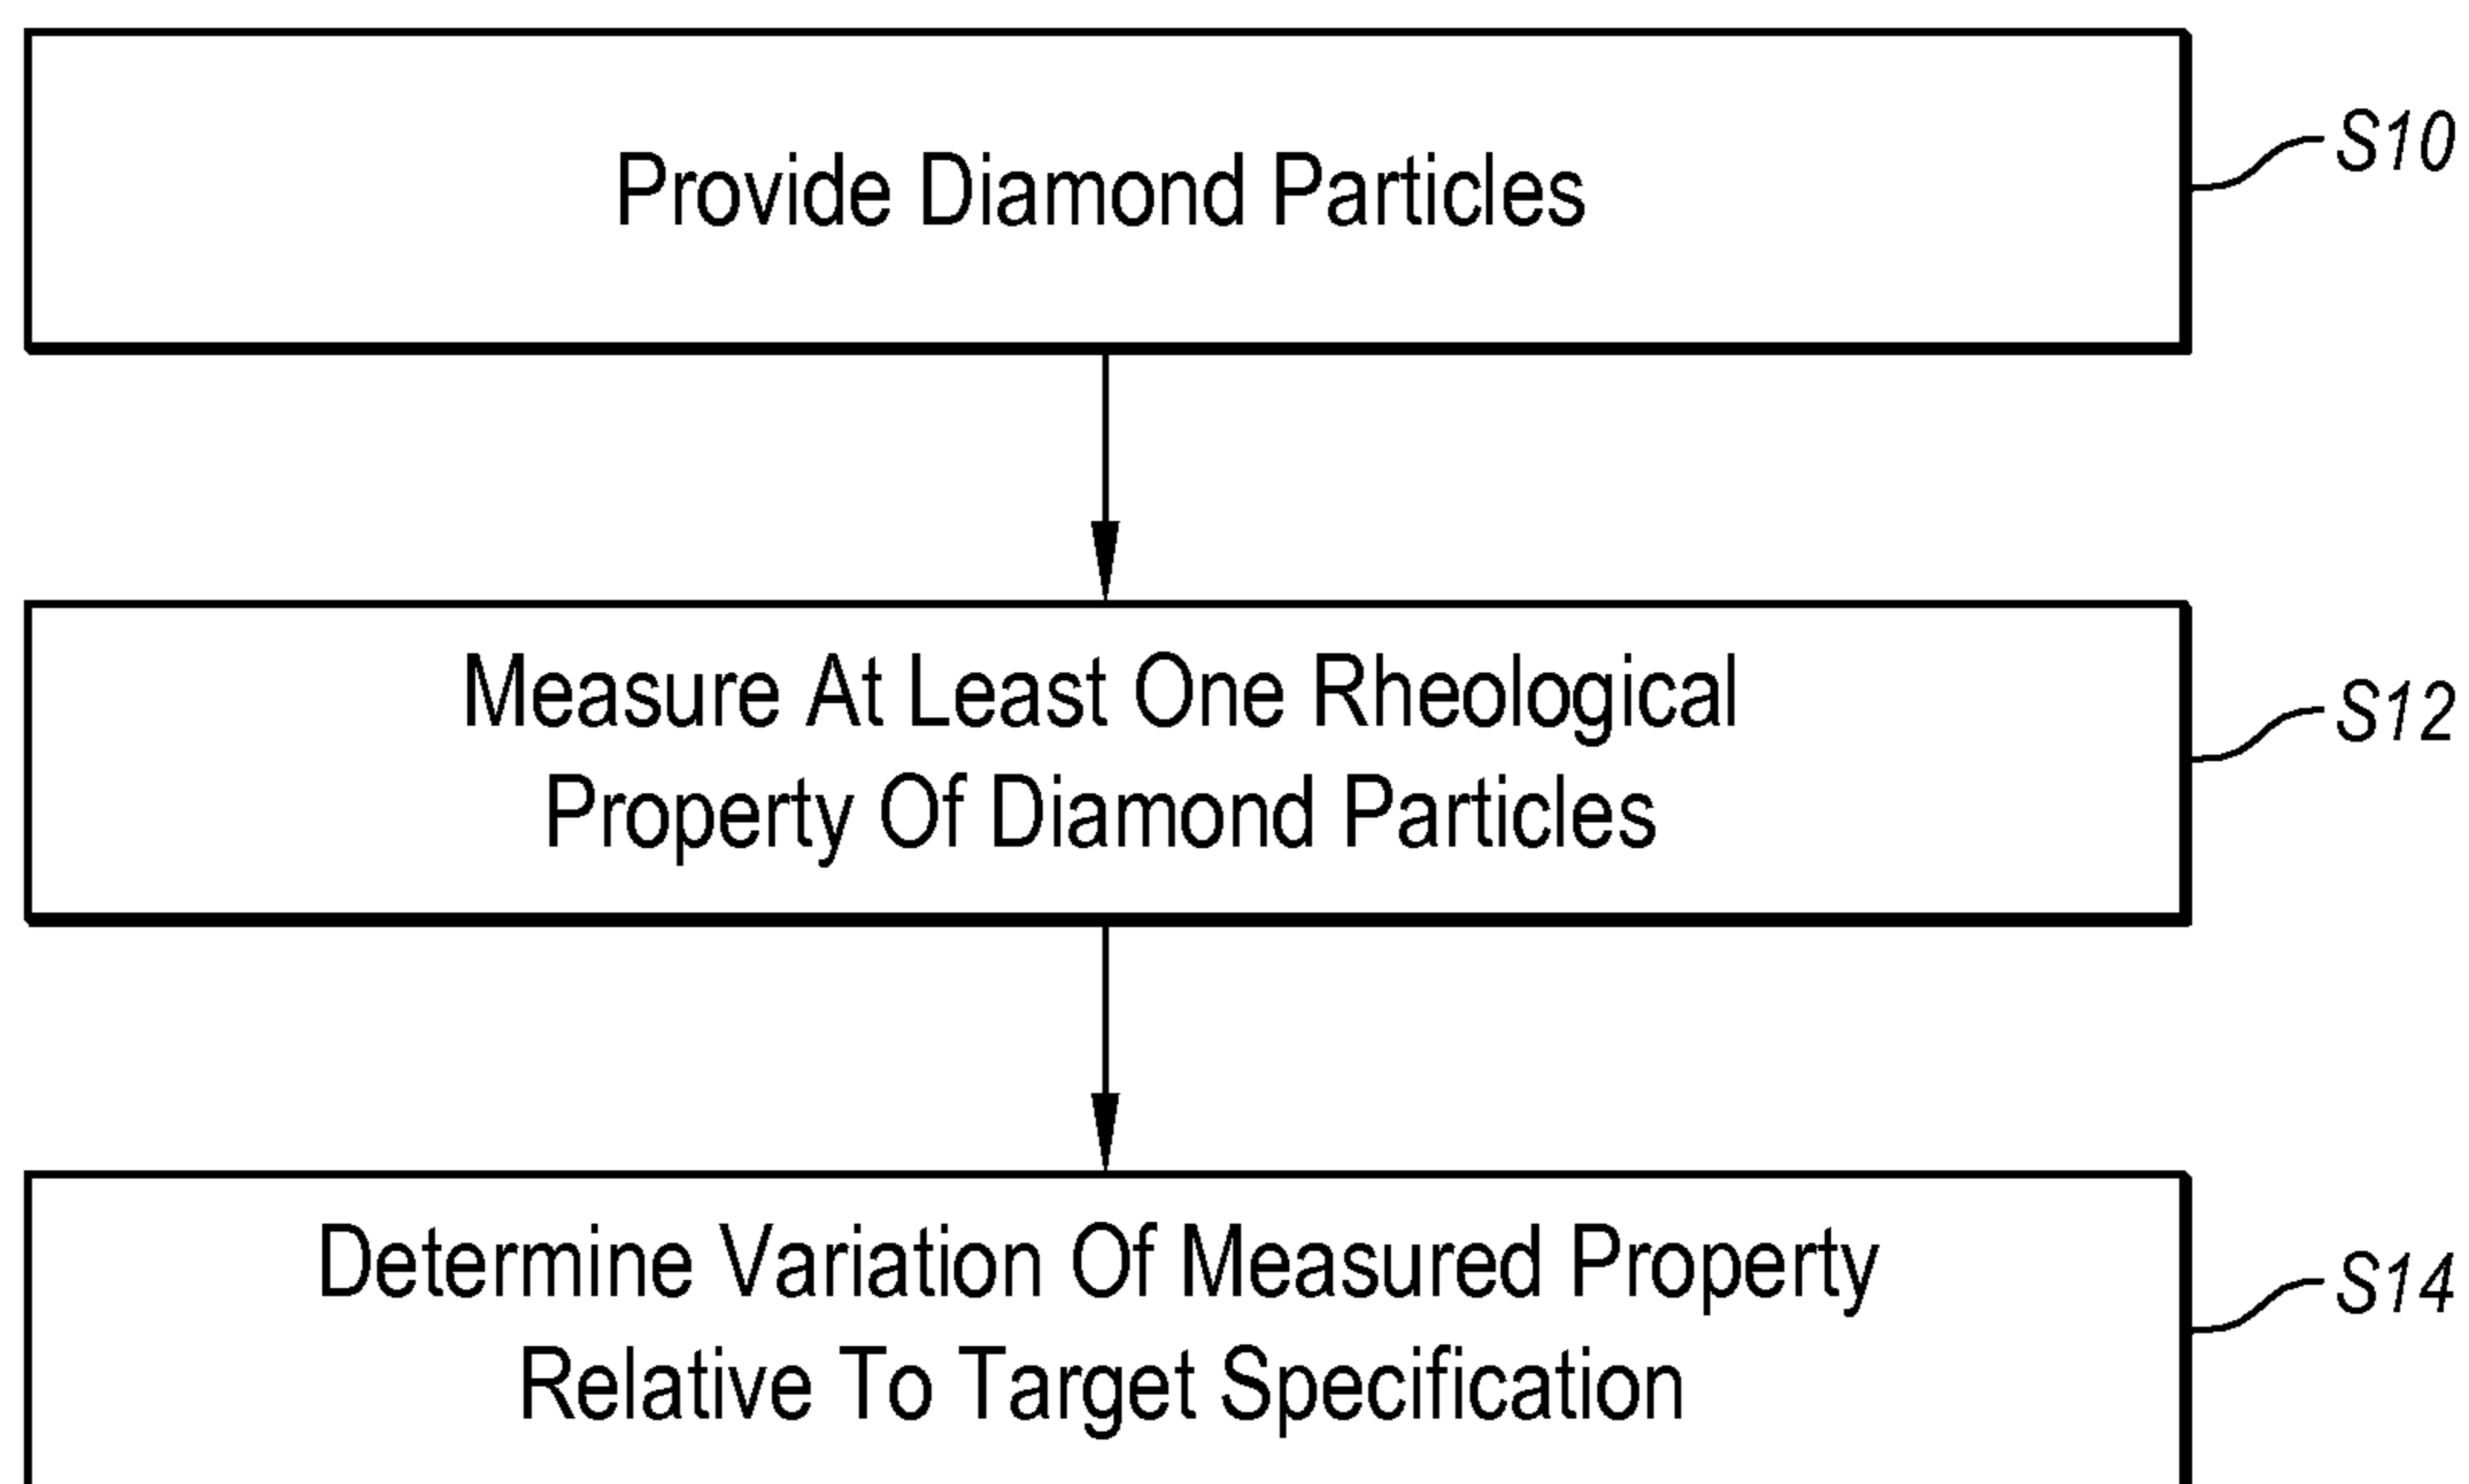 Provide Diamond Particles
S10
Measure At Least One Rheological
Property Of Diamond Particles
S12
Determine Variation Of Measured Property
Relative To Target Specification
S14